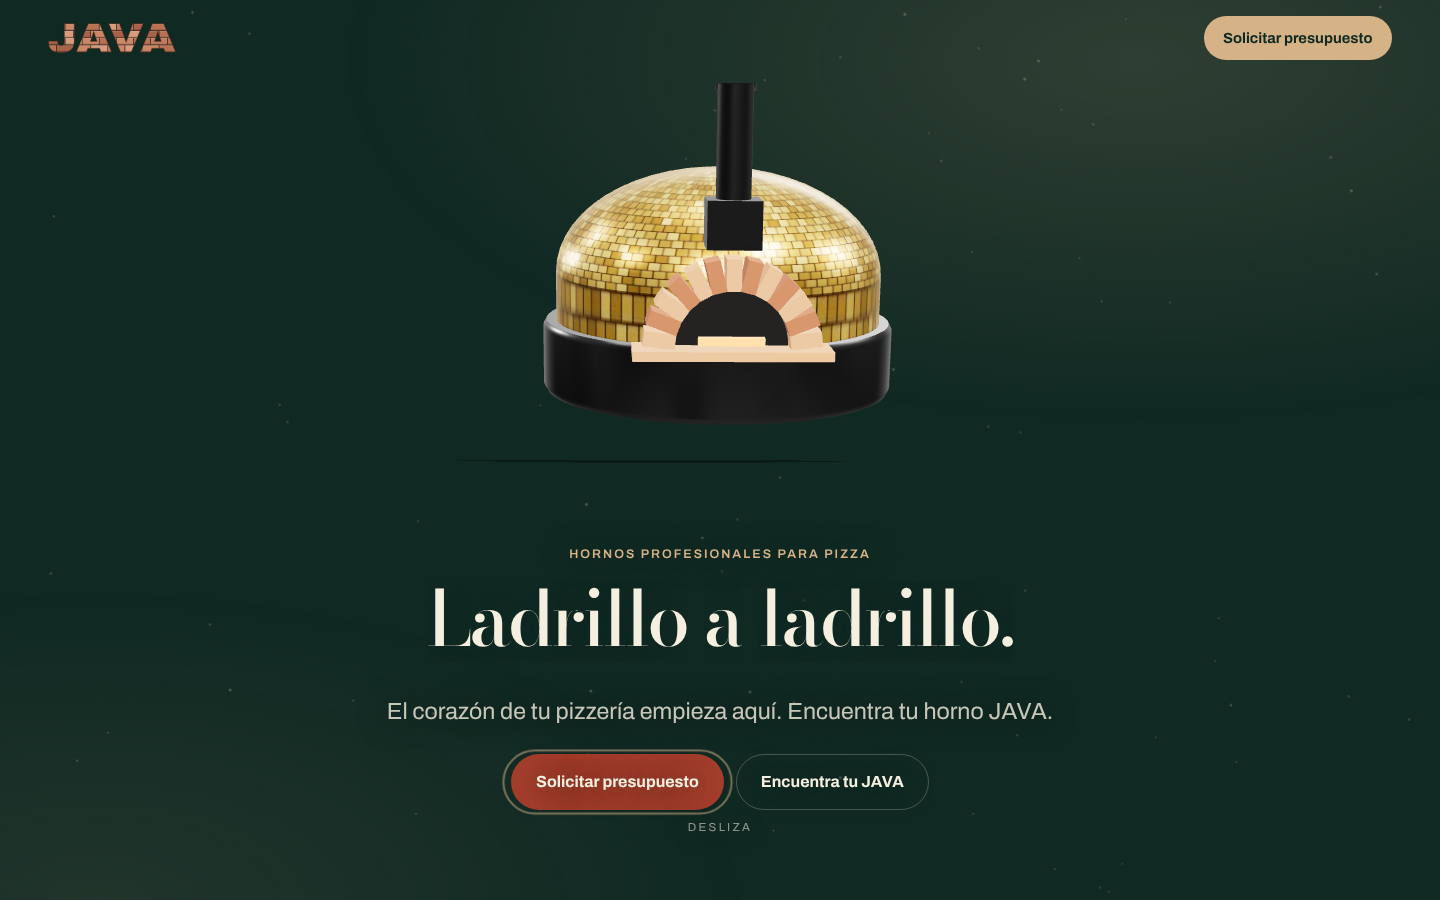 JAVA
Solicitar presupuesto
HORNOS PROFESIONALES PARA PIZZA
Ladrillo a ladrillo.
El corazón de tu pizzería empieza aquí. Encuentra tu horno JAVA.
Solicitar presupuesto
Encuentra tu JAVA
DESLIZA